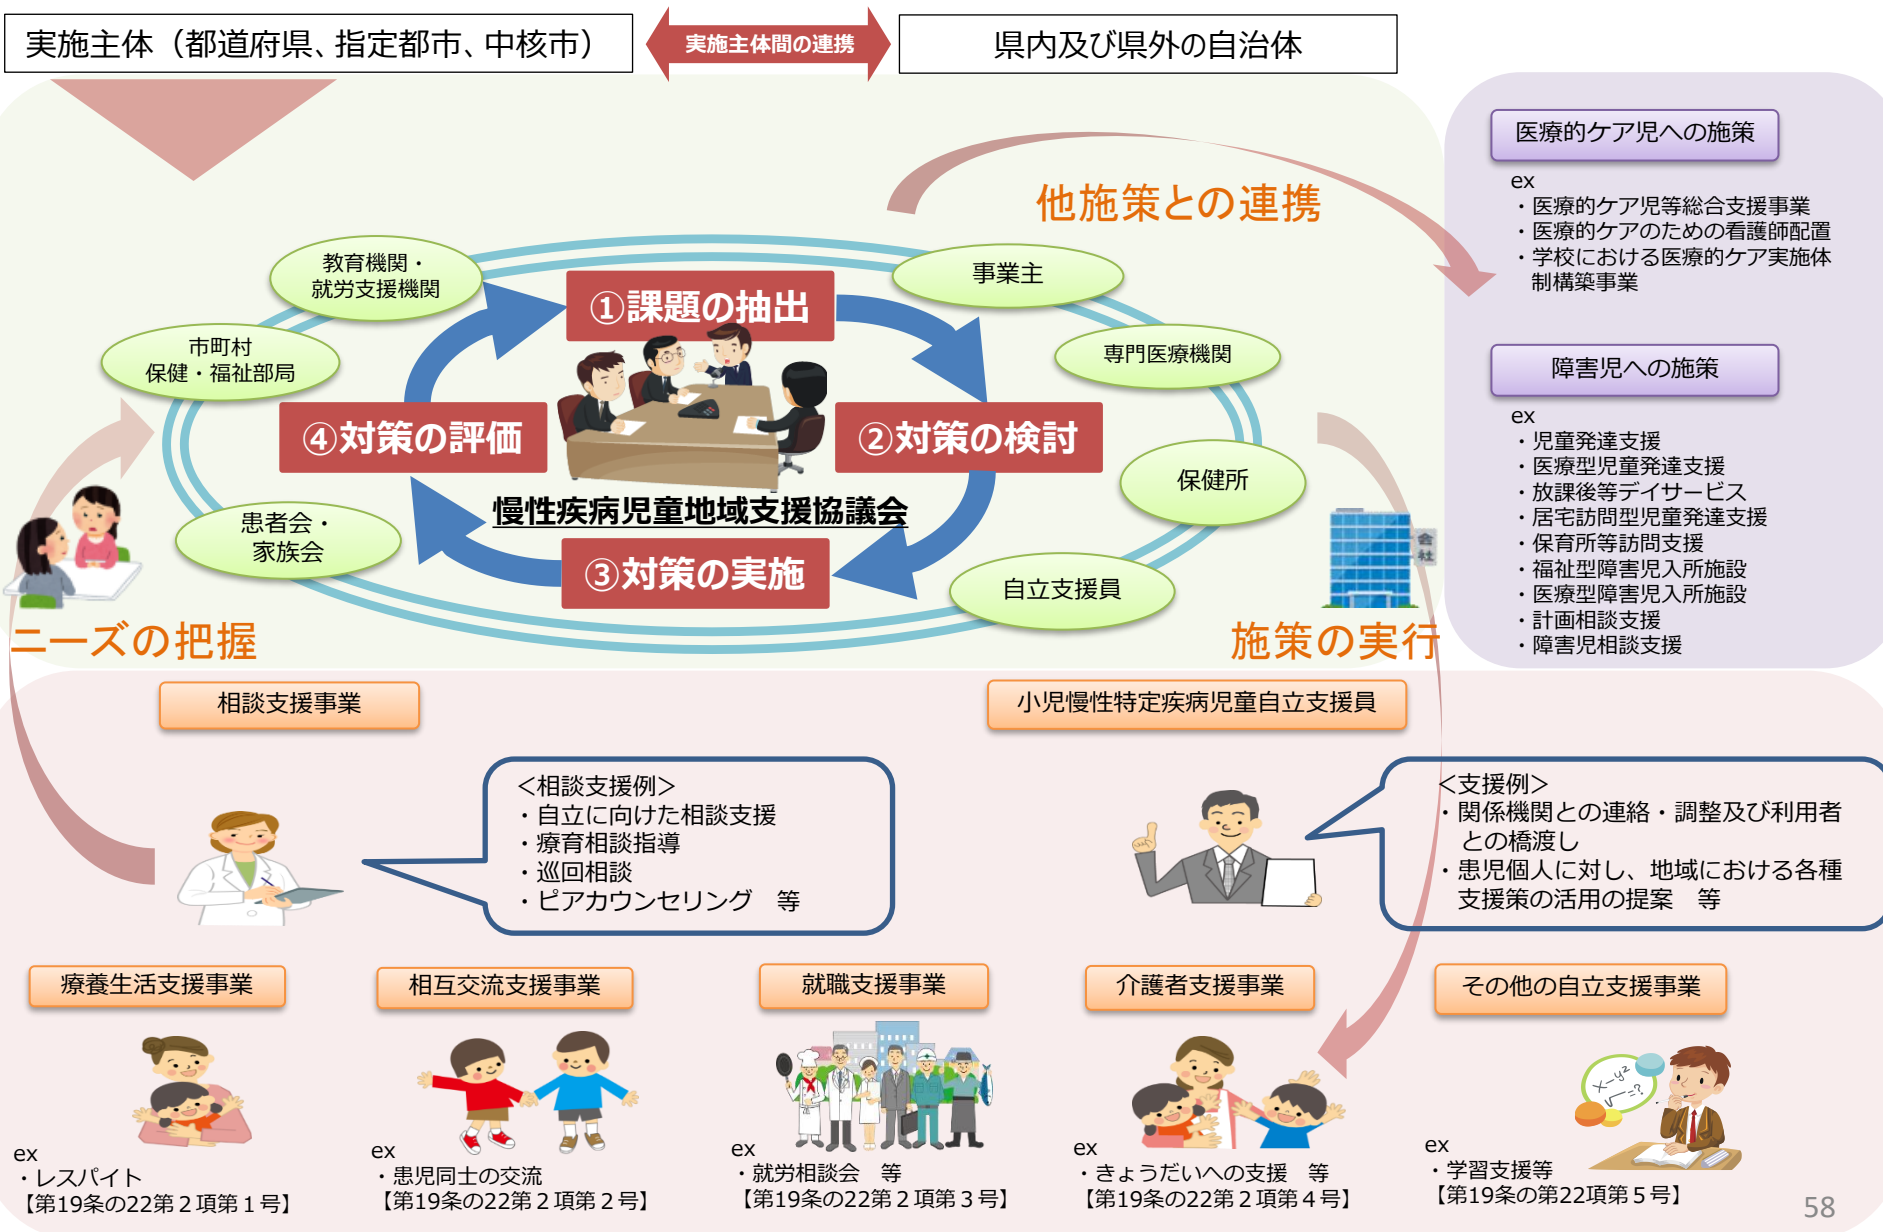 実施主体（都道府県、指定都市、中核市）
実施主体間の連携
県内及び県外の自治体
他施策との連携
医療的ケア児への施策
ex
・医療的ケア児等総合支援事業
・医療的ケアのための看護師配置
・学校における医療的ケア実施体
制構築事業
障害児への施策
ex
・児童発達支援
・医療型児童発達支援
・放課後等デイサービス
・居宅訪問型児童発達支援
・保育所等訪問支援
・福祉型障害児入所施設
・医療型障害児入所施設
・計画相談支援
・障害児相談支援
教育機関・
就労支援機関
事業主
市町村
保健・福祉部局
専門医療機関
保健所
患者会・
家族会
自立支援員
①課題の抽出
②対策の検討
③対策の実施
④対策の評価
慢性疾病児童地域支援協議会
会社
ニーズの把握
施策の実行
相談支援事業
＜相談支援例＞
・自立に向けた相談支援
・療育相談指導
・巡回相談
・ピアカウンセリング　等
小児慢性特定疾病児童自立支援員
＜支援例＞
・関係機関との連絡・調整及び利用者
との橋渡し
・患児個人に対し、地域における各種
支援策の活用の提案　等
療養生活支援事業
ex
・レスパイト
【第19条の22第２項第１号】
相互交流支援事業
ex
・患児同士の交流
【第19条の22第２項第２号】
就職支援事業
ex
・就労相談会　等
【第19条の22第２項第３号】
介護者支援事業
ex
・きょうだいへの支援　等
【第19条の22第２項第４号】
その他の自立支援事業
X-y²
√=?
ex
・学習支援等
【第19条の第22項第５号】
58